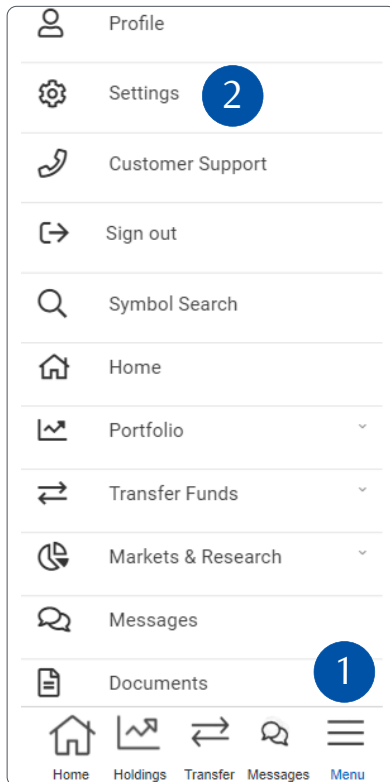 Profile
Settings 2
Customer Support
Sign out
Symbol Search
Home
Portfolio
Transfer Funds
Markets & Research
Messages
Documents 1
Home Holdings Transfer Messages Menu